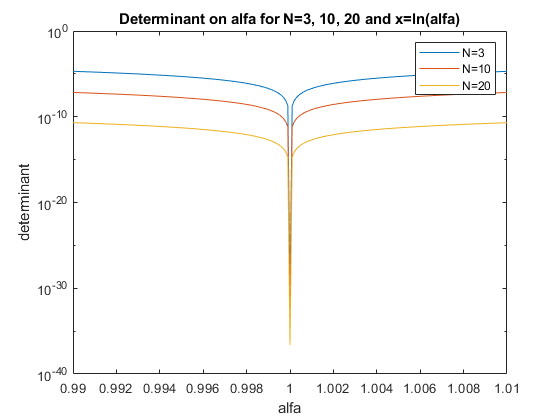 Determinant on alfa for N=3, 10, 20 and x=ln(alfa)
10^0
10^-10
10^-20
10^-30
10^-40
determinant
N=3
N=10
N=20
0.99 0.992 0.994 0.996 0.998 1 1.002 1.004 1.006 1.008 1.01
alfa